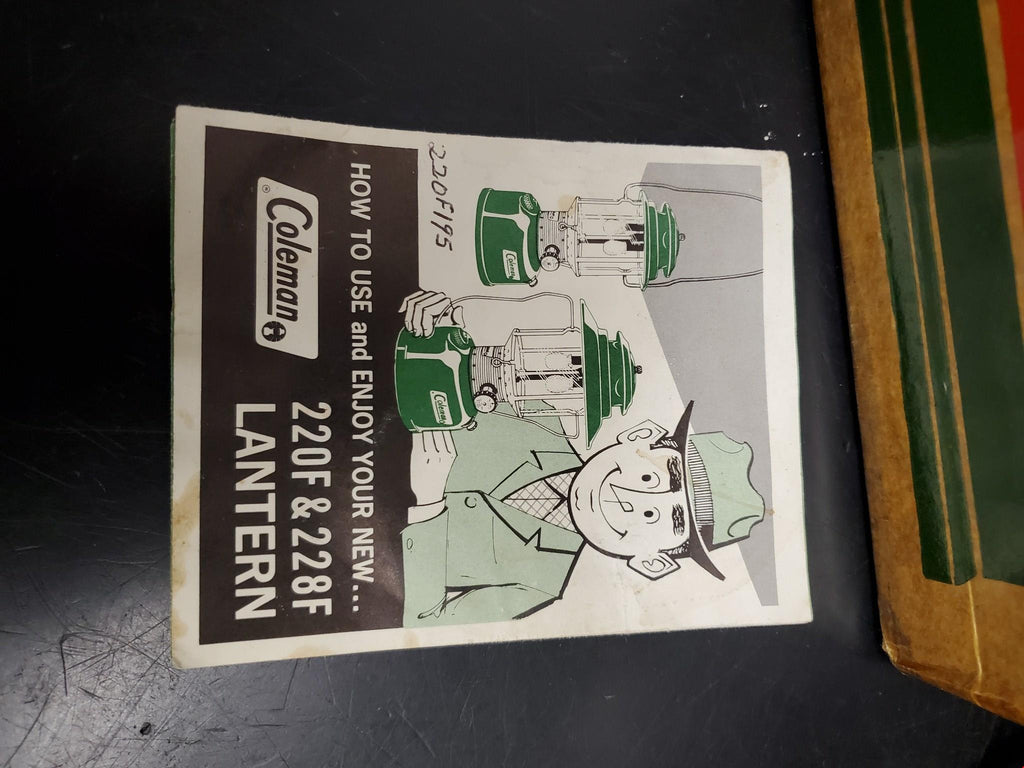 220F195
Coleman
Coleman
HOW TO USE and ENJOY YOUR NEW...
Coleman
®
220F & 228F
LANTERN